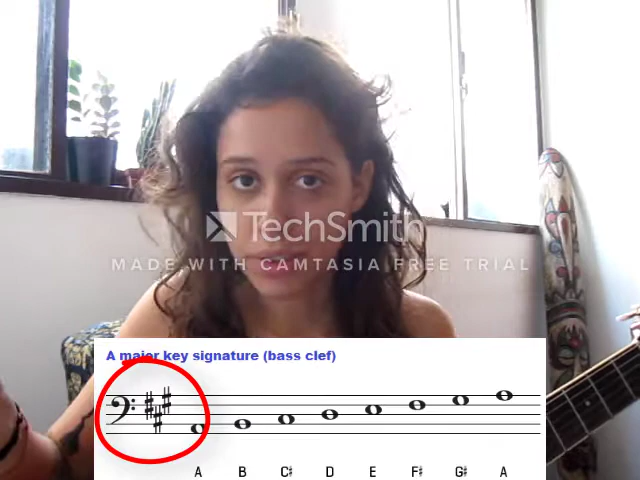 TechSmith
MADE WITH CAMTASIA FREE TRIAL
A major key signature (bass clef)
A B C♯ D E F♯ G♯ A